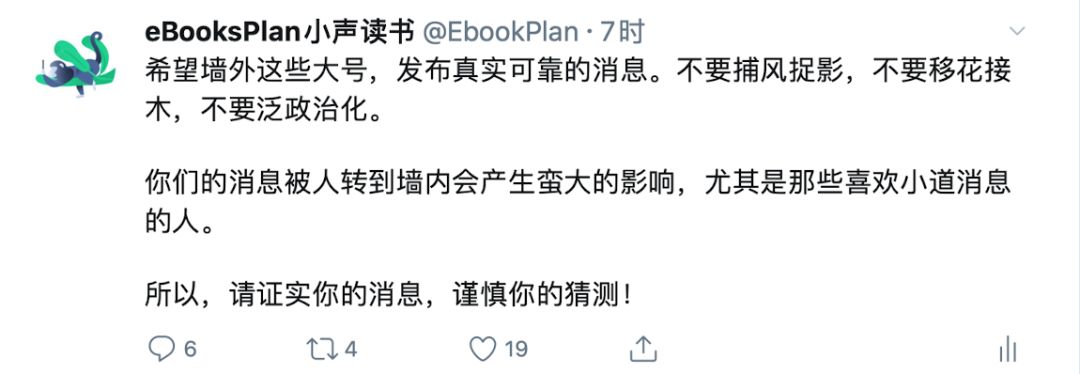 eBooksPlan小声读书 @EbookPlan · 7时
希望墙外这些大号，发布真实可靠的消息。不要捕风捉影，不要移花接
木，不要泛政治化。
你们的消息被人转到墙内会产生蛮大的影响，尤其是那些喜欢小道消息
的人。
所以，请证实你的消息，谨慎你的猜测！
6 4 19